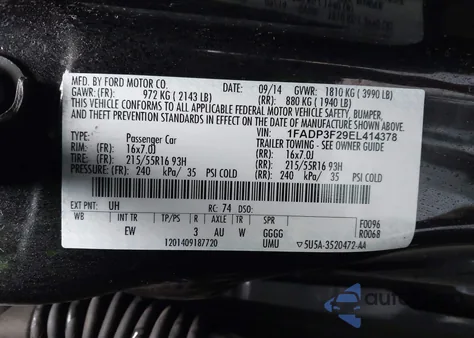 MFD. BY FORD MOTOR CO.
DATE: 09/14 GVWR: 1810 KG ( 3990 LB)
GAWR: (FR): 972 KG ( 2143 LB) (RR): 880 KG ( 1940 LB)
THIS VEHICLE CONFORMS TO ALL APPLICABLE FEDERAL MOTOR VEHICLE SAFETY, BUMPER,
AND THEFT PREVENTION STANDARDS IN EFFECT ON THE DATE OF MANUFACTURE SHOWN ABOVE.
VIN: 1FADP3F29EL414378
TYPE: Passenger Car TRAILER TOWING - SEE OWNER GUIDE
RIM: (FR) 16x7.0J (RR): 16x7.0J
TIRE: (FR) 215/55R16 93H (RR): 215/55R16 93H
PRESSURE: (FR) 240 kPa/ 35 PSI COLD (RR): 240 kPa/ 35 PSI COLD
EXT PNT: UH RC: 74 DSO: F0096
WB INT TR TP/PS R AXLE TR SPR R0068
EW 3 AU W GGGG
1201409187720 UMU ▽5U5A-3520472-AA